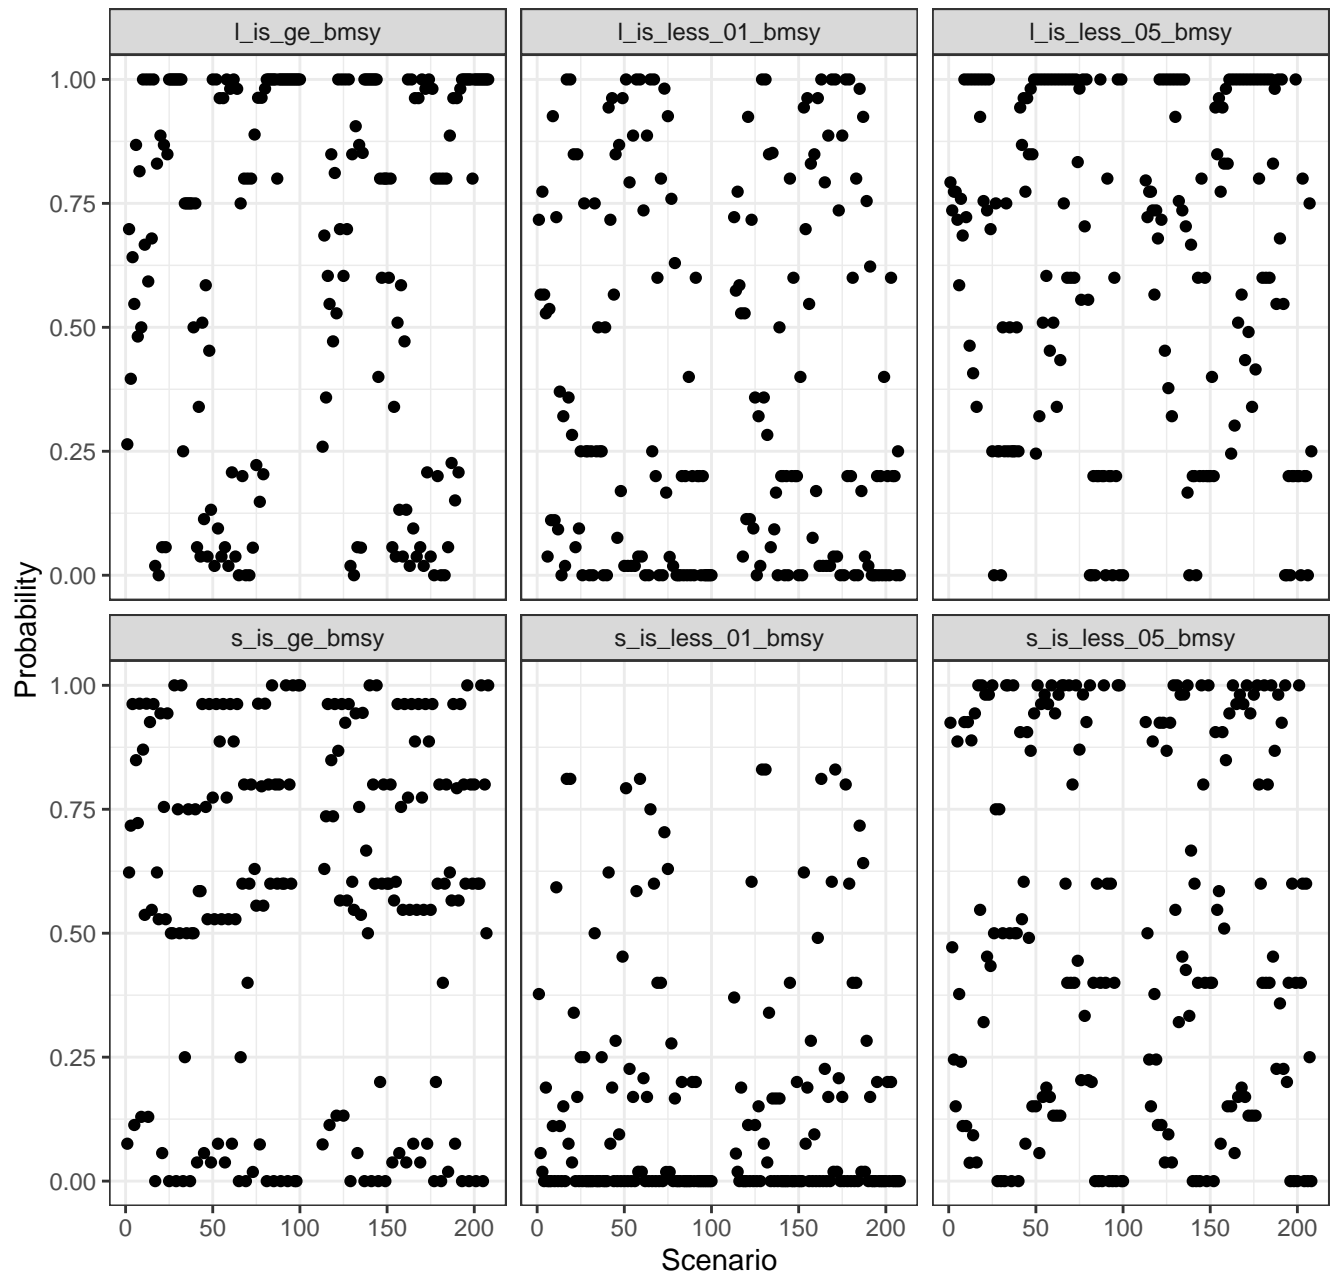 l_is_ge_bmsy
l_is_less_01_bmsy
l_is_less_05_bmsy
1.00
0.75
0.50
0.25
0.00
s_is_ge_bmsy
s_is_less_01_bmsy
s_is_less_05_bmsy
1.00
0.75
0.50
0.25
0.00
Probability
0 50 100 150 200
0 50 100 150 200
0 50 100 150 200
Scenario